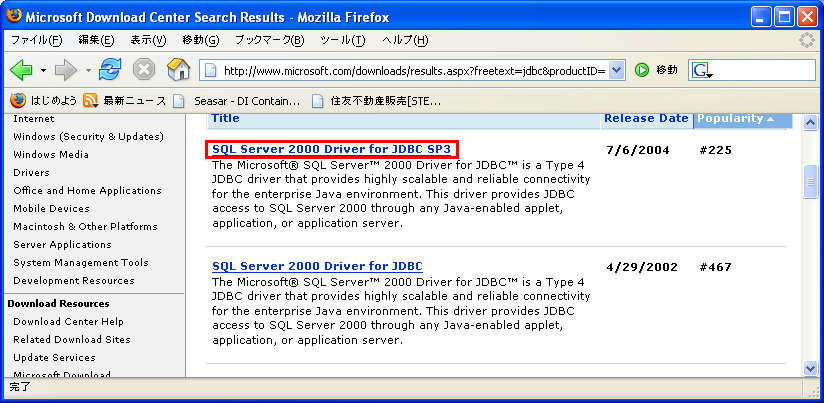 Microsoft Download Center Search Results - Mozilla Firefox
ファイル(F) 編集(E) 表示(V) 移動(G) ブックマーク(B) ツール(T) ヘルプ(H)
http://www.microsoft.com/downloads/results.aspx?freetext=jdbc&productID= 移動 G
はじめよう 最新ニュース Seasar - DI Contain... 住友不動産販売[STE...
Internet
Windows (Security & Updates)
Windows Media
Drivers
Office and Home Applications
Mobile Devices
Macintosh & Other Platforms
Server Applications
System Management Tools
Development Resources
Download Resources
Download Center Help
Related Download Sites
Update Services
Microsoft Download
Title Release Date Popularity
SQL Server 2000 Driver for JDBC SP3 7/6/2004 #225
The Microsoft® SQL Server™ 2000 Driver for JDBC™ is a Type 4
JDBC driver that provides highly scalable and reliable connectivity
for the enterprise Java environment. This driver provides JDBC
access to SQL Server 2000 through any Java-enabled applet,
application, or application server.
SQL Server 2000 Driver for JDBC 4/29/2002 #467
The Microsoft® SQL Server™ 2000 Driver for JDBC™ is a Type 4
JDBC driver that provides highly scalable and reliable connectivity
for the enterprise Java environment. This driver provides JDBC
access to SQL Server 2000 through any Java-enabled applet,
application, or application server.
完了